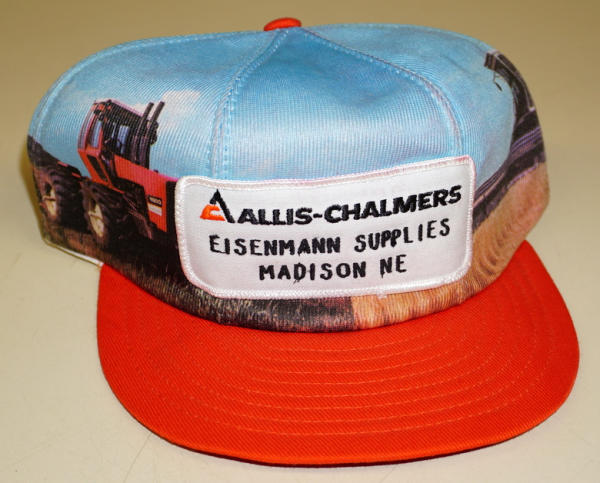 ALLIS-CHALMERS
EISENMANN SUPPLIES
MADISON NE